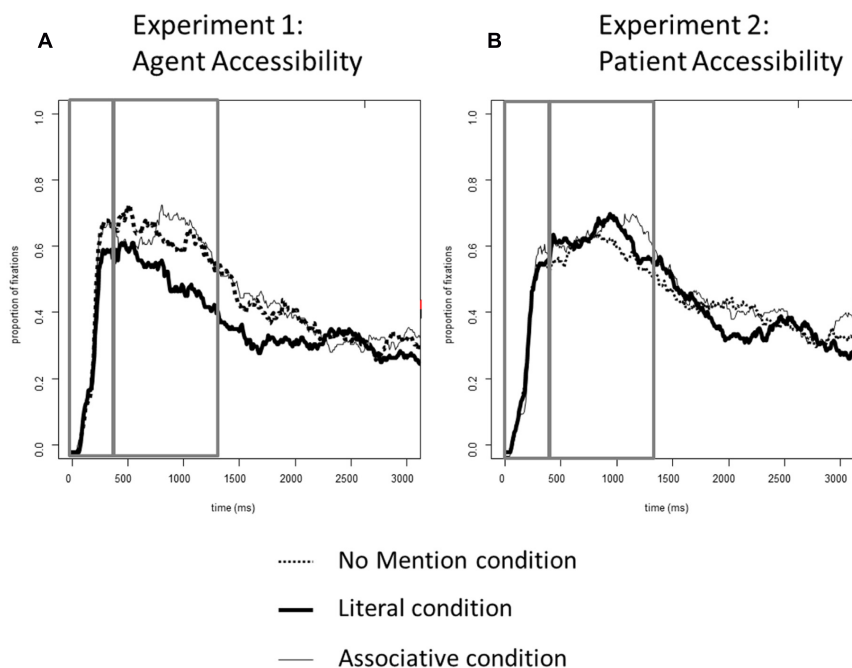 Experiment 1:
Agent Accessibility
Experiment 2:
Patient Accessibility
A
B
proportion of fixations
1.0
0.8
0.6
0.4
0.2
0.0
0
500
1000
1500
2000
2500
3000
time (ms)
proportion of fixations
1.0
0.8
0.6
0.4
0.2
0.0
0
500
1000
1500
2000
2500
3000
time (ms)
No Mention condition
Literal condition
Associative condition